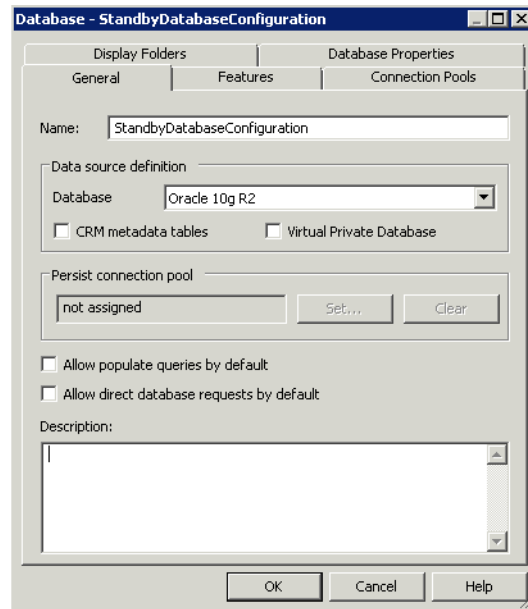 Database - StandbyDatabaseConfiguration
Display Folders Database Properties
General Features Connection Pools
Name: StandbyDatabaseConfiguration
Data source definition
Database Oracle 10g R2
CRM metadata tables Virtual Private Database
Persist connection pool
not assigned Set... Clear
Allow populate queries by default
Allow direct database requests by default
Description:
OK Cancel Help